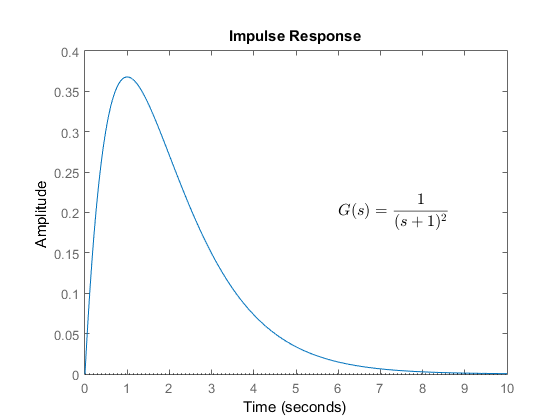 Impulse Response
0.4
0.35
0.3
0.25
0.2
0.15
0.1
0.05
0
Amplitude
G(s) = 1/(s + 1)²
0 1 2 3 4 5 6 7 8 9 10
Time (seconds)